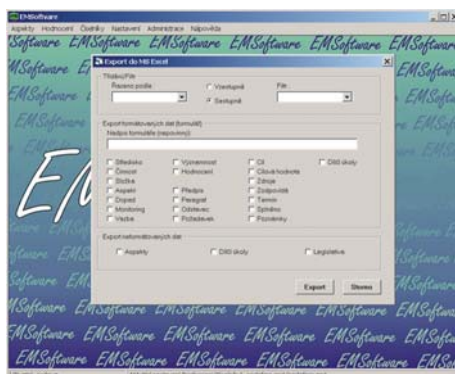 EMSoftware
Aspekty Hodnocení Číselníky Nastavení Administrace Nápověda
Export do MS Excel
Třídění/Filtr
Řazeno podle: Vzestupně Filtr:
Sestupně
Export formátovaných dat (formulář)
Nadpis formuláře (nepovinný):
Středisko Významnost Cíl Dílčí úkoly
Činnost Hodnocení Cílová hodnota
Složka Zdroje
Aspekt Předpis Zodpovídá
Dopad Paragraf Termín
Monitoring Odstavec Splněno
Vazba Požadavek Poznámky
Export neformátovaných dat
Aspekty Dílčí úkoly Legislativa
Export Storno
EMSoftware EMSoftware EMSoftware EMSoftware EMSoftware